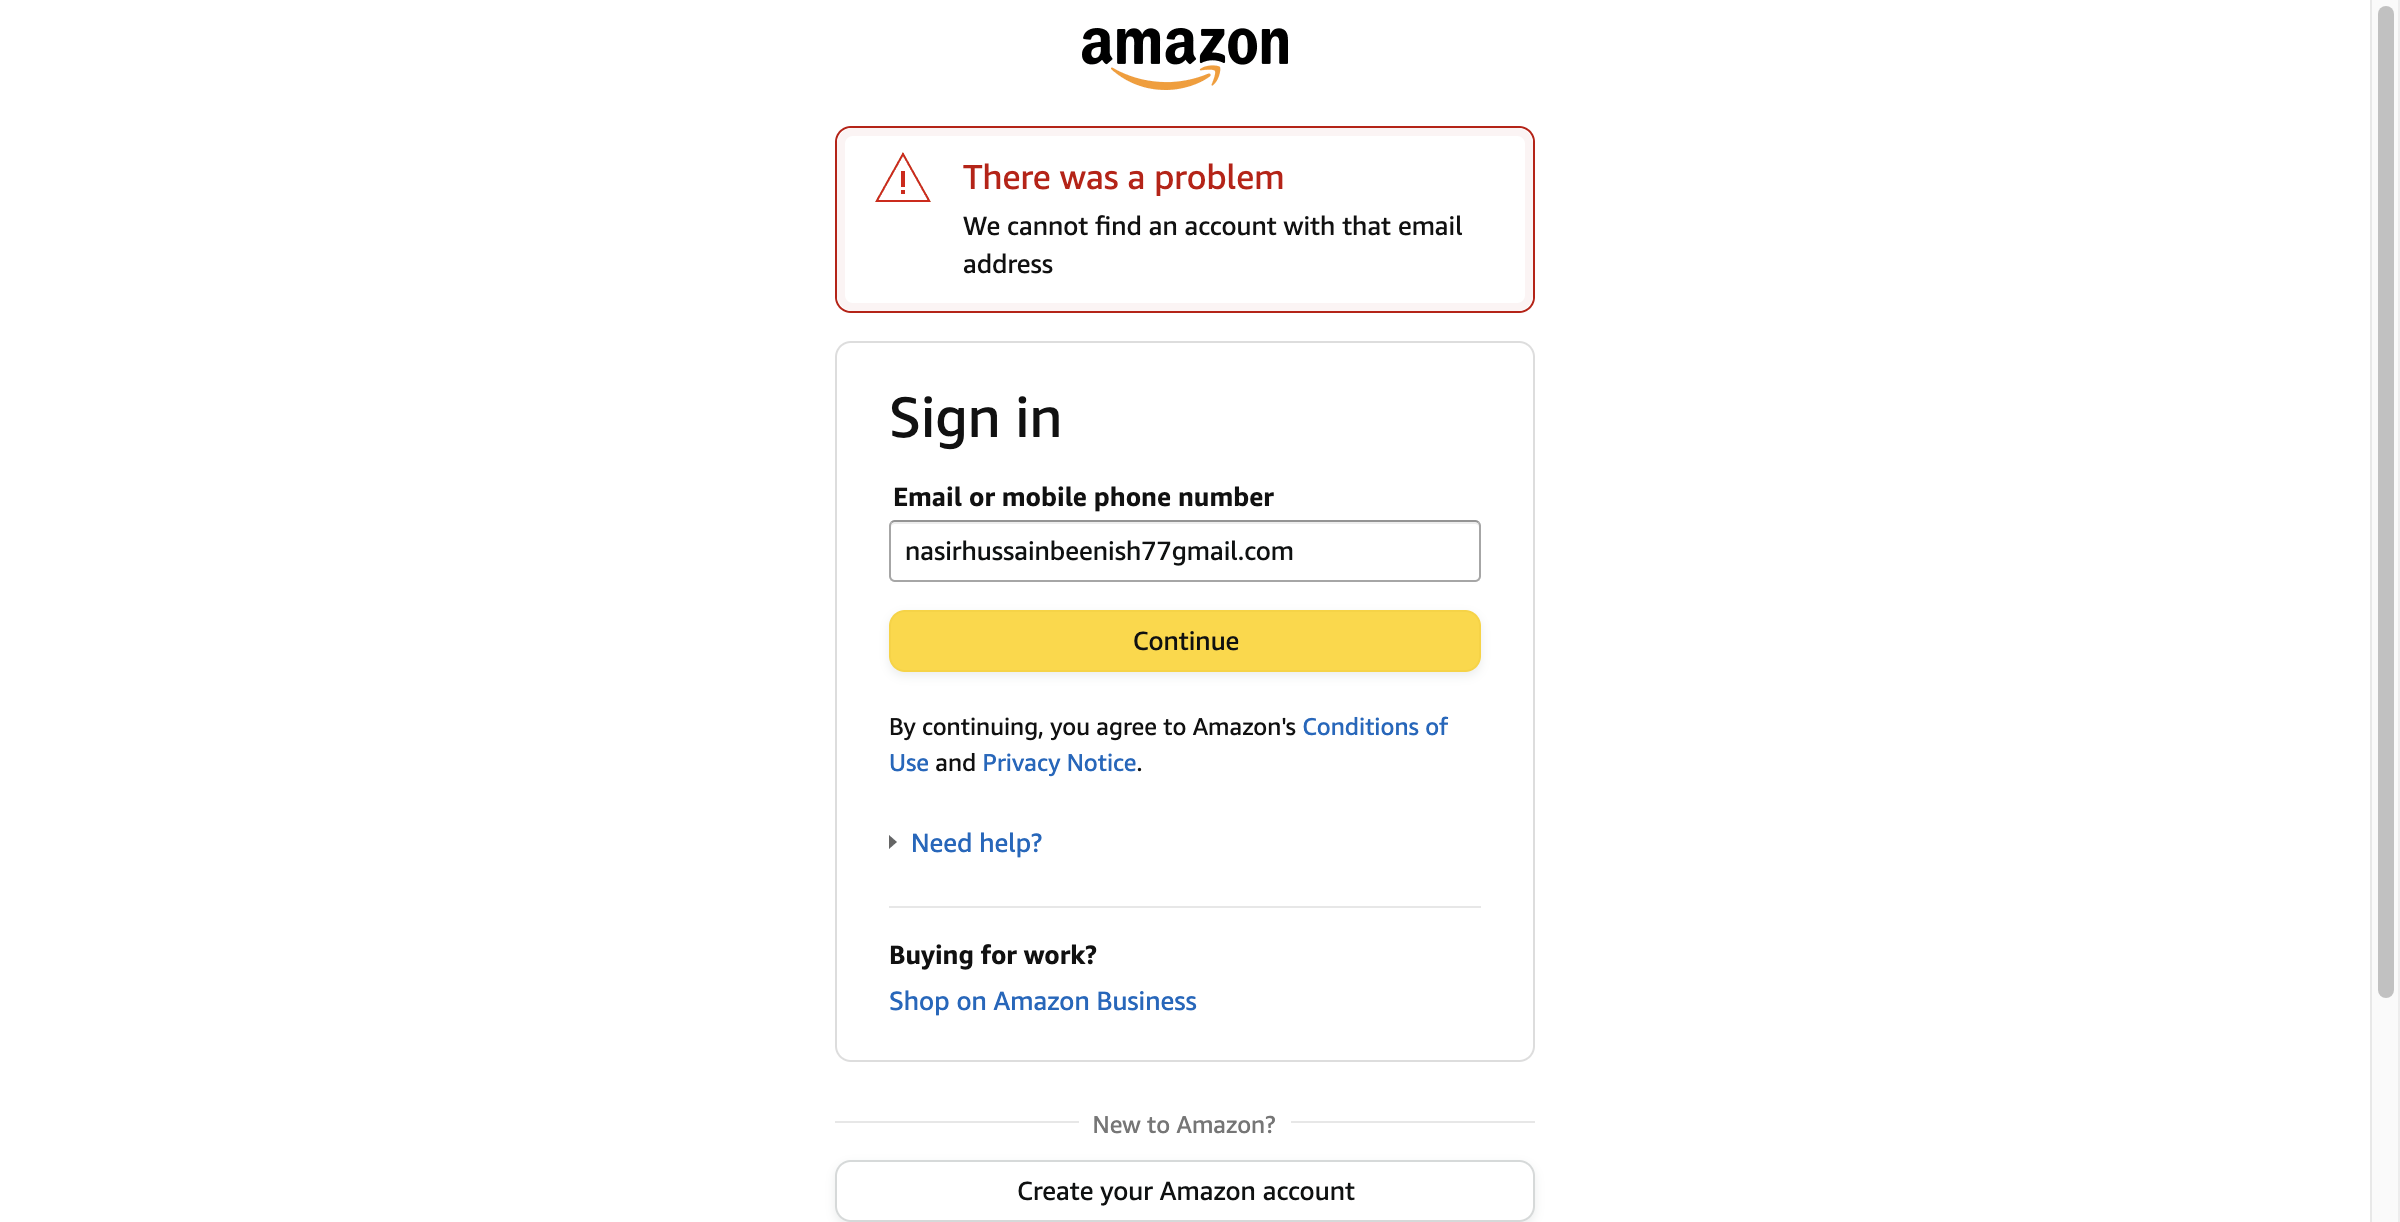 amazon
There was a problem
We cannot find an account with that email
address
Sign in
Email or mobile phone number
nasirhussainbeenish77gmail.com
Continue
By continuing, you agree to Amazon's Conditions of
Use and Privacy Notice.
Need help?
Buying for work?
Shop on Amazon Business
New to Amazon?
Create your Amazon account